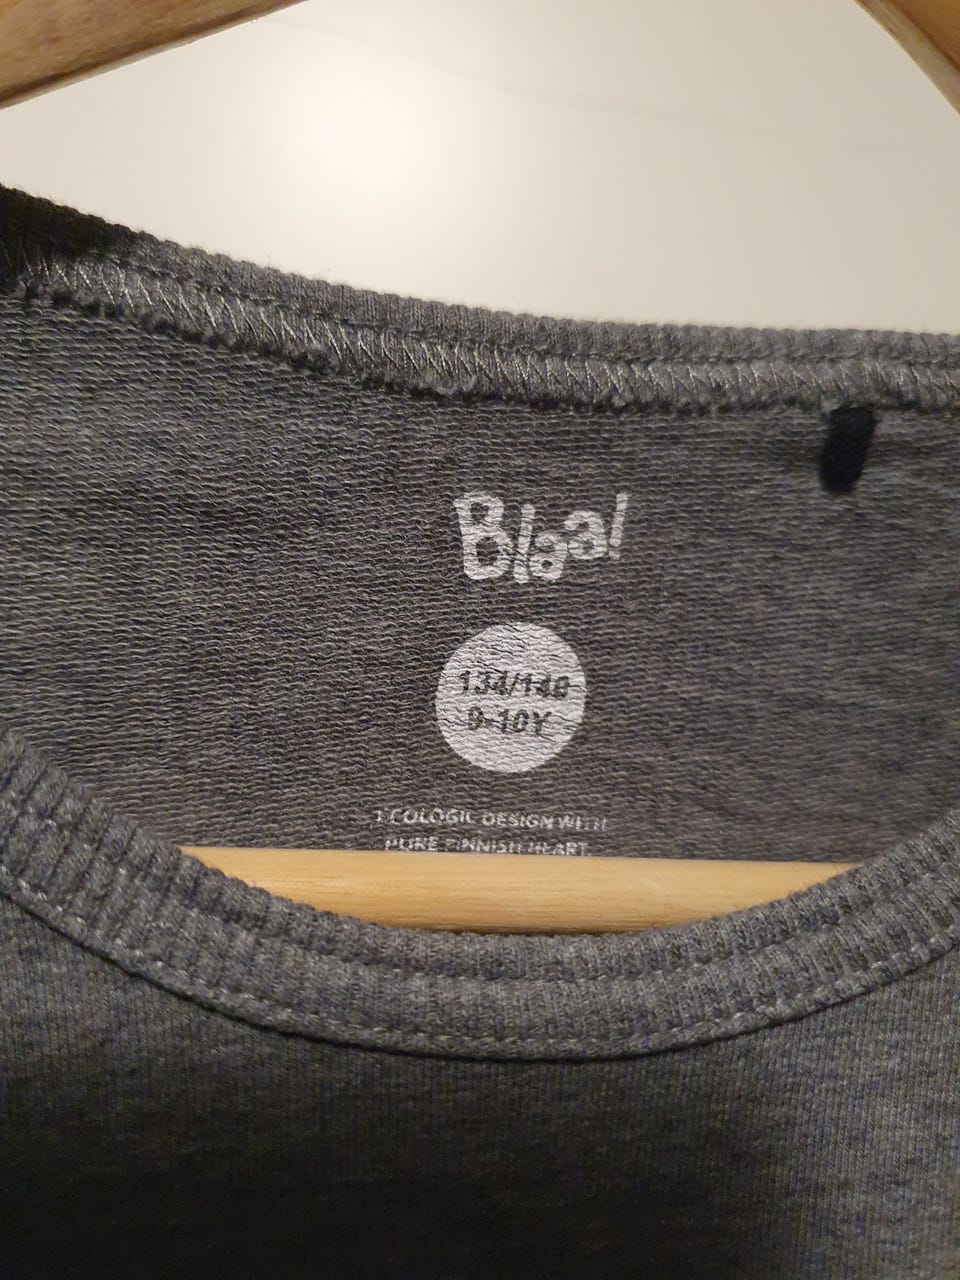 Blaa!
134/140
9-10Y
ECOLOGIC DESIGN WITH
PURE FINNISH HEART.